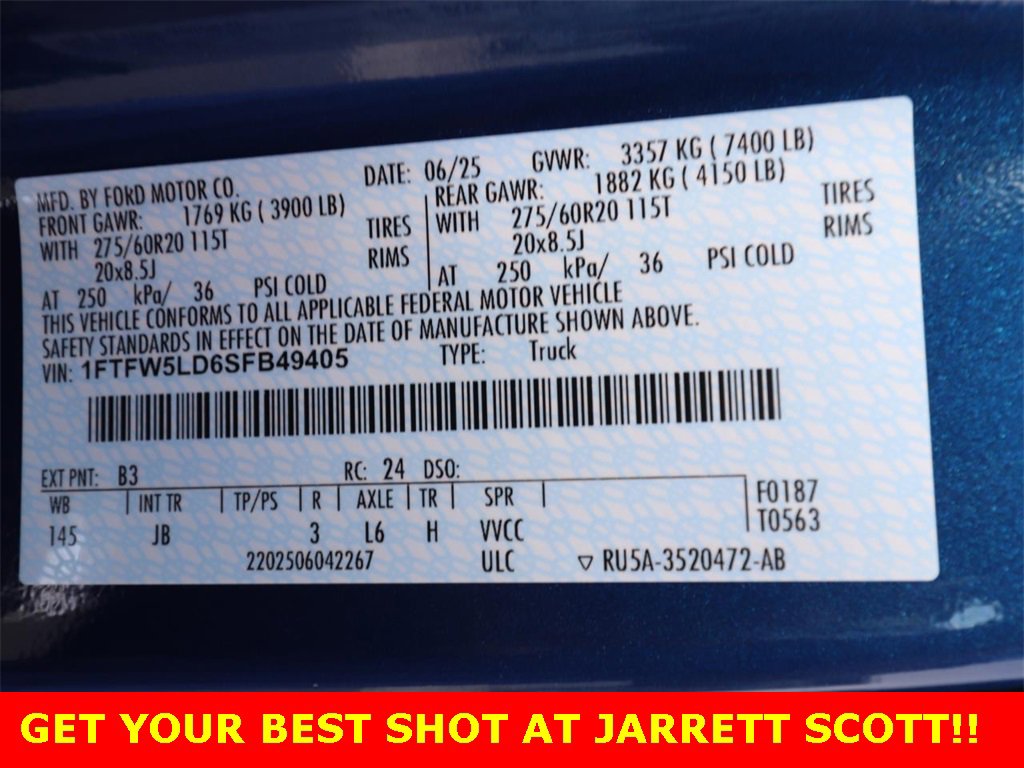 MFD. BY FORD MOTOR CO. DATE: 06/25 GVWR: 3357 KG ( 7400 LB)
FRONT GAWR: 1769 KG ( 3900 LB) REAR GAWR: 1882 KG ( 4150 LB)
WITH 275/60R20 115T TIRES WITH 275/60R20 115T TIRES
20x8.5J RIMS 20x8.5J RIMS
AT 250 kPa/ 36 PSI COLD AT 250 kPa/ 36 PSI COLD
THIS VEHICLE CONFORMS TO ALL APPLICABLE FEDERAL MOTOR VEHICLE
SAFETY STANDARDS IN EFFECT ON THE DATE OF MANUFACTURE SHOWN ABOVE.
VIN: 1FTFW5LD6SFB49405 TYPE: Truck
EXT PNT: B3 RC: 24 DSO:
WB INT TR TP/PS R AXLE TR SPR F0187
145 JB 3 L6 H VVCC T0563
2202506042267 ULC ▽ RU5A-3520472-AB
GET YOUR BEST SHOT AT JARRETT SCOTT!!